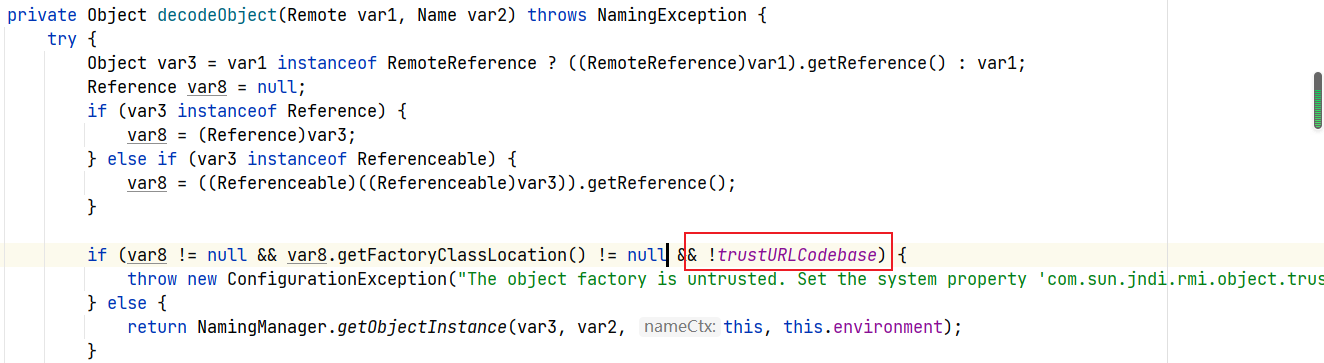 private Object decodeObject(Remote var1, Name var2) throws NamingException {
try {
Object var3 = var1 instanceof RemoteReference ? ((RemoteReference)var1).getReference() : var1;
Reference var8 = null;
if (var3 instanceof Reference) {
var8 = (Reference)var3;
} else if (var3 instanceof Referenceable) {
var8 = ((Referenceable)((Referenceable)var3)).getReference();
}
if (var8 != null && var8.getFactoryClassLocation() != null && !trustURLCodebase) {
throw new ConfigurationException("The object factory is untrusted. Set the system property 'com.sun.jndi.rmi.object.trus
} else {
return NamingManager.getObjectInstance(var3, var2, nameCtx: this, this.environment);
}